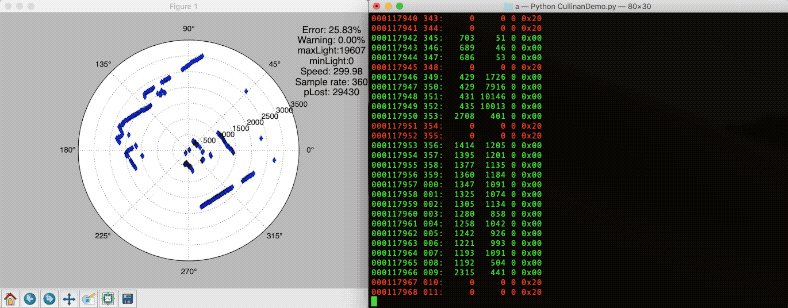 Figure 1
90°
135°
45°
180°
0°
225°
315°
270°
500
1000
1500
2000
2500
3000
3500
Error: 25.83%
Warning: 0.00%
maxLight:19607
minLight:0
Speed: 299.98
Sample rate: 360
pLost: 29430
a — Python CullinanDemo.py — 80×30
000117940 343: 0 0 0 0x20
000117941 344: 0 0 0 0x20
000117942 345: 703 51 0 0x00
000117943 346: 689 46 0 0x00
000117944 347: 686 53 0 0x00
000117945 348: 0 0 0 0x20
000117946 349: 429 1726 0 0x00
000117947 350: 429 7916 0 0x00
000117948 351: 431 10146 0 0x00
000117949 352: 435 10013 0 0x00
000117950 353: 2708 401 0 0x00
000117951 354: 0 0 0 0x20
000117952 355: 0 0 0 0x20
000117953 356: 1414 1205 0 0x00
000117954 357: 1395 1201 0 0x00
000117955 358: 1377 1135 0 0x00
000117956 359: 1360 1184 0 0x00
000117957 000: 1347 1091 0 0x00
000117958 001: 1325 1074 0 0x00
000117959 002: 1305 1134 0 0x00
000117960 003: 1280 858 0 0x00
000117961 004: 1258 1042 0 0x00
000117962 005: 1242 926 0 0x00
000117963 006: 1221 993 0 0x00
000117964 007: 1193 1091 0 0x00
000117965 008: 1192 504 0 0x00
000117966 009: 2315 441 0 0x00
000117967 010: 0 0 0 0x20
000117968 011: 0 0 0 0x20